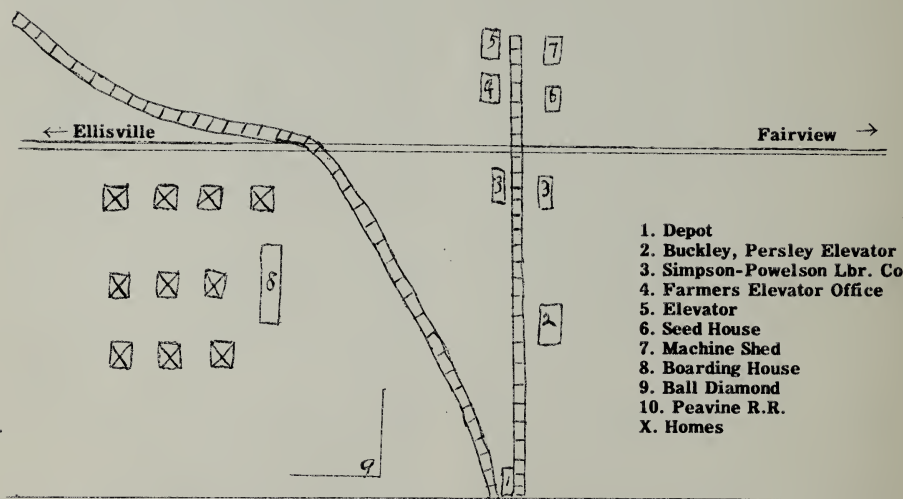 5
7
4
6
← Ellisville
Fairview →
3
3
X X X X
8
X X X
2
X X X
9
1
1. Depot
2. Buckley, Persley Elevator
3. Simpson-Powelson Lbr. Co
4. Farmers Elevator Office
5. Elevator
6. Seed House
7. Machine Shed
8. Boarding House
9. Ball Diamond
10. Peavine R.R.
X. Homes